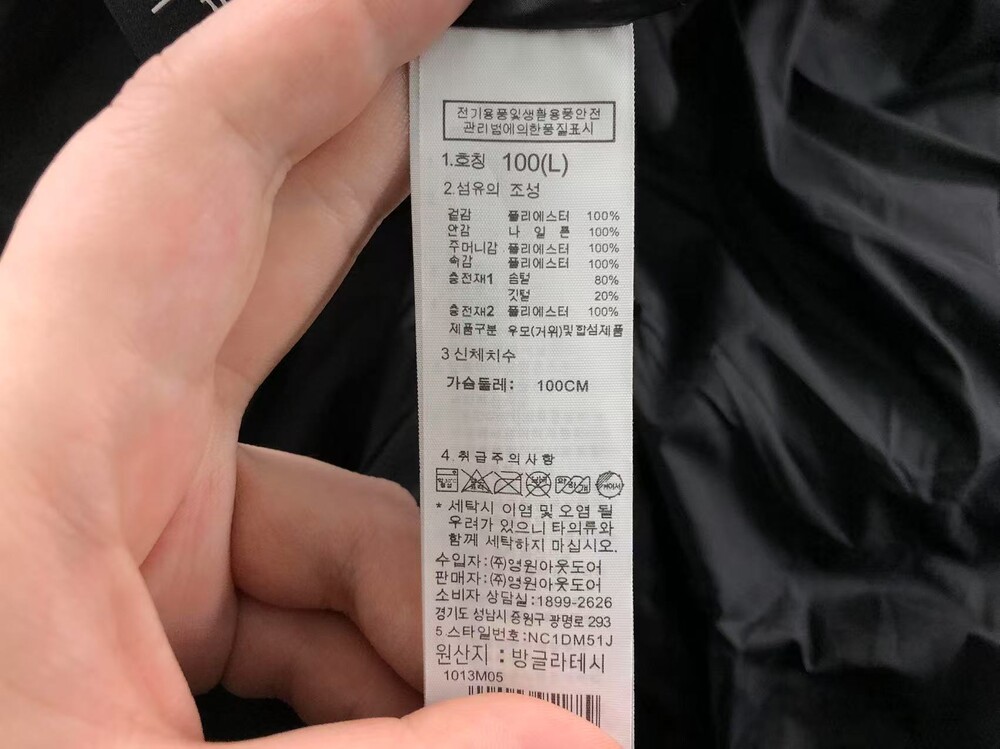 전기용품및생활용품안전
관리법에의한품질표시
1.호칭 100(L)
2.섬유의 조성
겉감 폴리에스터 100%
안감 나 일 론 100%
주머니감 폴리에스터 100%
속감 폴리에스터 100%
충전재1 솜털 80%
깃털 20%
충전재2 폴리에스터 100%
제품구분 우모(거위)및합섬제품
3 신체치수
가슴둘레: 100CM
4.취급주의사항
* 세탁시 이염 및 오염 될
우려가 있으니 타의류와
함께 세탁하지 마십시오.
수입자:(주)영원아웃도어
판매자:(주)영원아웃도어
소비자 상담실:1899-2626
경기도 성남시 중원구 광명로 293
5.스타일번호:NC1DM51J
원산지 : 방글라데시
1013M05